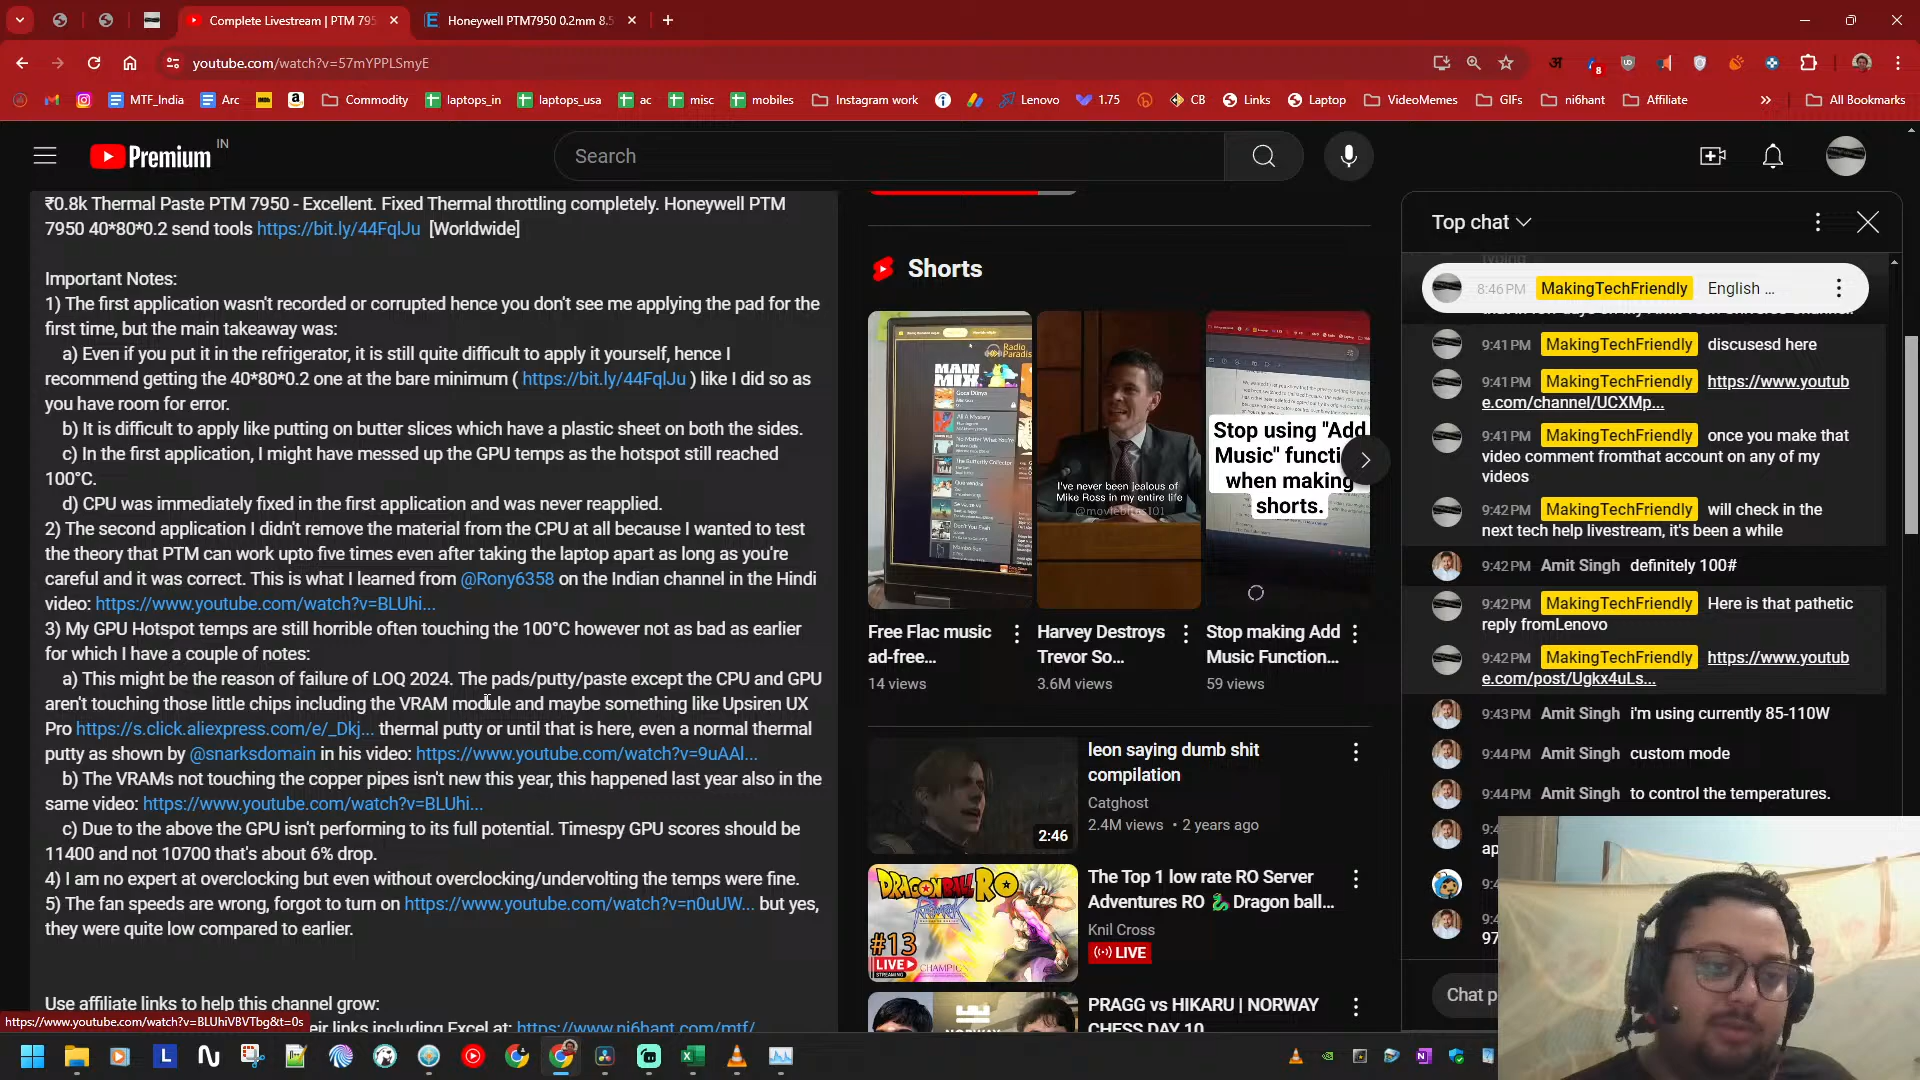 Complete Livestream | PTM 795
Honeywell PTM7950 0.2mm 8.5
youtube.com/watch?v=57mYPPLSmyE
8
MTF_India
Arc
Commodity
laptops_in
laptops_usa
ac
misc
mobiles
Instagram work
Lenovo
1.75
CB
Links
Laptop
VideoMemes
GIFs
ni6hant
Affiliate
All Bookmarks
Premium
IN
Search
₹0.8k Thermal Paste PTM 7950 - Excellent. Fixed Thermal throttling completely. Honeywell PTM
7950 40*80*0.2 send tools https://bit.ly/44FqlJu [Worldwide]
Important Notes:
1) The first application wasn't recorded or corrupted hence you don't see me applying the pad for the
first time, but the main takeaway was:
a) Even if you put it in the refrigerator, it is still quite difficult to apply it yourself, hence I
recommend getting the 40*80*0.2 one at the bare minimum ( https://bit.ly/44FqlJu ) like I did so as
you have room for error.
b) It is difficult to apply like putting on butter slices which have a plastic sheet on both the sides.
c) In the first application, I might have messed up the GPU temps as the hotspot still reached
100°C.
d) CPU was immediately fixed in the first application and was never reapplied.
2) The second application I didn't remove the material from the CPU at all because I wanted to test
the theory that PTM can work upto five times even after taking the laptop apart as long as you're
careful and it was correct. This is what I learned from @Rony6358 on the Indian channel in the Hindi
video: https://www.youtube.com/watch?v=BLUhi...
3) My GPU Hotspot temps are still horrible often touching the 100°C however not as bad as earlier
for which I have a couple of notes:
a) This might be the reason of failure of LOQ 2024. The pads/putty/paste except the CPU and GPU
aren't touching those little chips including the VRAM module and maybe something like Upsiren UX
Pro https://s.click.aliexpress.com/e/_Dkj... thermal putty or until that is here, even a normal thermal
putty as shown by @snarksdomain in his video: https://www.youtube.com/watch?v=9uAAl...
b) The VRAMs not touching the copper pipes isn't new this year, this happened last year also in the
same video: https://www.youtube.com/watch?v=BLUhi...
c) Due to the above the GPU isn't performing to its full potential. Timespy GPU scores should be
11400 and not 10700 that's about 6% drop.
4) I am no expert at overclocking but even without overclocking/undervolting the temps were fine.
5) The fan speeds are wrong, forgot to turn on https://www.youtube.com/watch?v=n0uUW... but yes,
they were quite low compared to earlier.
Use affiliate links to help this channel grow:
https://www.youtube.com/watch?v=BLUhiVBVTbg&t=0s
eir links including Excel at: https://www.ni6hant.com/mtf/
Shorts
Radio
Paradis
MAIN
MIX
I've never been jealous of
Mike Ross in my entire life
@moviebites101
Stop using "Add
Music" functi
when making
shorts.
Free Flac music
ad-free...
14 views
Harvey Destroys
Trevor So...
3.6M views
Stop making Add
Music Function...
59 views
2:46
leon saying dumb shit
compilation
Catghost
2.4M views • 2 years ago
DRAGONBALL RO
#13
LIVE
STREAMING
CHAMPION
The Top 1 low rate RO Server
Adventures RO 🐉 Dragon ball...
Knil Cross
LIVE
PRAGG vs HIKARU | NORWAY
CHESS DAY 10
Top chat
typing
8:46 PM MakingTechFriendly English ...
9:41 PM MakingTechFriendly discusesd here
9:41 PM MakingTechFriendly https://www.youtub
e.com/channel/UCXMp...
9:41 PM MakingTechFriendly once you make that
video comment fromthat account on any of my
videos
9:42 PM MakingTechFriendly will check in the
next tech help livestream, it's been a while
9:42 PM Amit Singh definitely 100#
9:42 PM MakingTechFriendly Here is that pathetic
reply fromLenovo
9:42 PM MakingTechFriendly https://www.youtub
e.com/post/Ugkx4uLs...
9:43 PM Amit Singh i'm using currently 85-110W
9:44 PM Amit Singh custom mode
9:44 PM Amit Singh to control the temperatures.
ap
97
Chat p